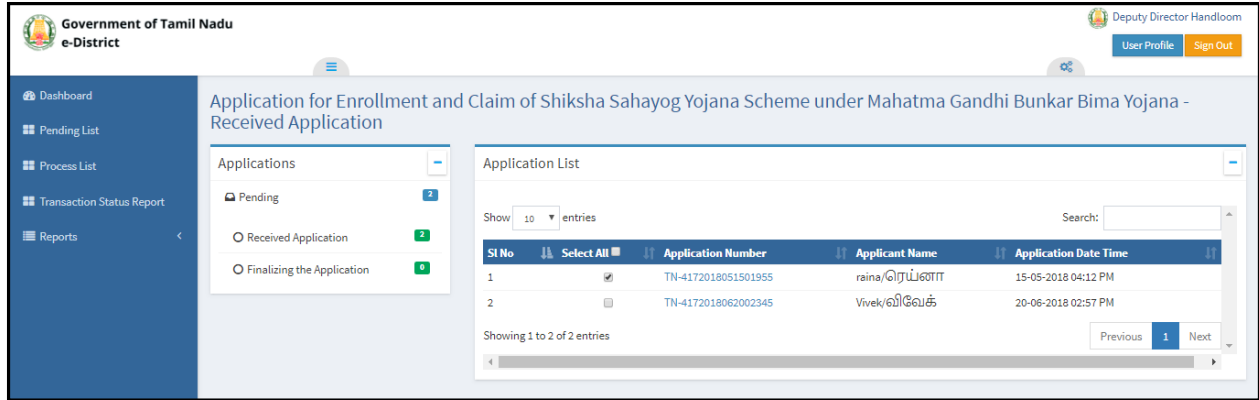 Government of Tamil Nadu
e-District
Deputy Director Handloom
User Profile
Sign Out
Dashboard
Pending List
Process List
Transaction Status Report
Reports
Application for Enrollment and Claim of Shiksha Sahayog Yojana Scheme under Mahatma Gandhi Bunkar Bima Yojana -
Received Application
Applications
Pending 2
Received Application 2
Finalizing the Application 0
Application List
Show 10 entries
Search:
Sl No Select All Application Number Applicant Name Application Date Time
1 TN-4172018051501955 raina/ரெய்னா 15-05-2018 04:12 PM
2 TN-4172018062002345 Vivek/விவேக் 20-06-2018 02:57 PM
Showing 1 to 2 of 2 entries
Previous 1 Next